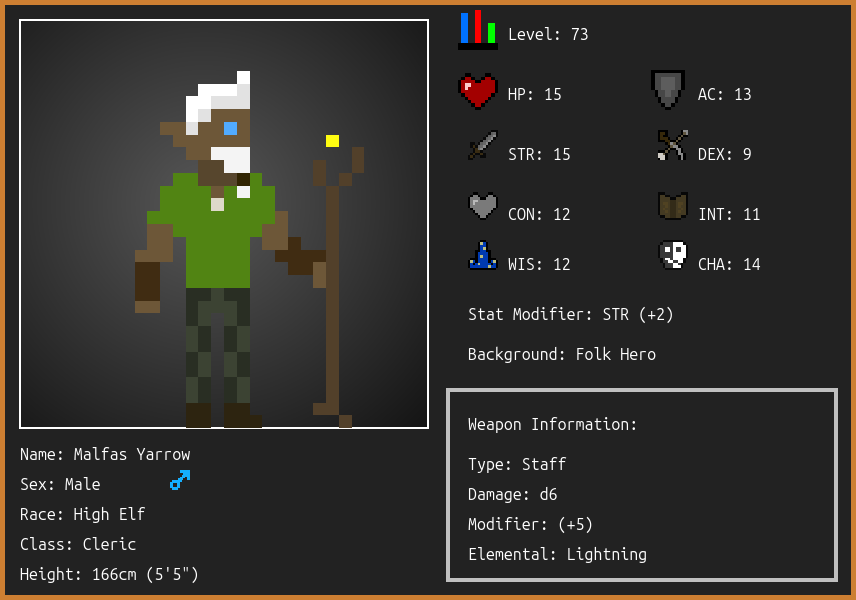 Level: 73
HP: 15
AC: 13
STR: 15
DEX: 9
CON: 12
INT: 11
WIS: 12
CHA: 14
Stat Modifier: STR (+2)
Background: Folk Hero
Weapon Information:
Type: Staff
Damage: d6
Modifier: (+5)
Elemental: Lightning
Name: Malfas Yarrow
Sex: Male
Race: High Elf
Class: Cleric
Height: 166cm (5'5")